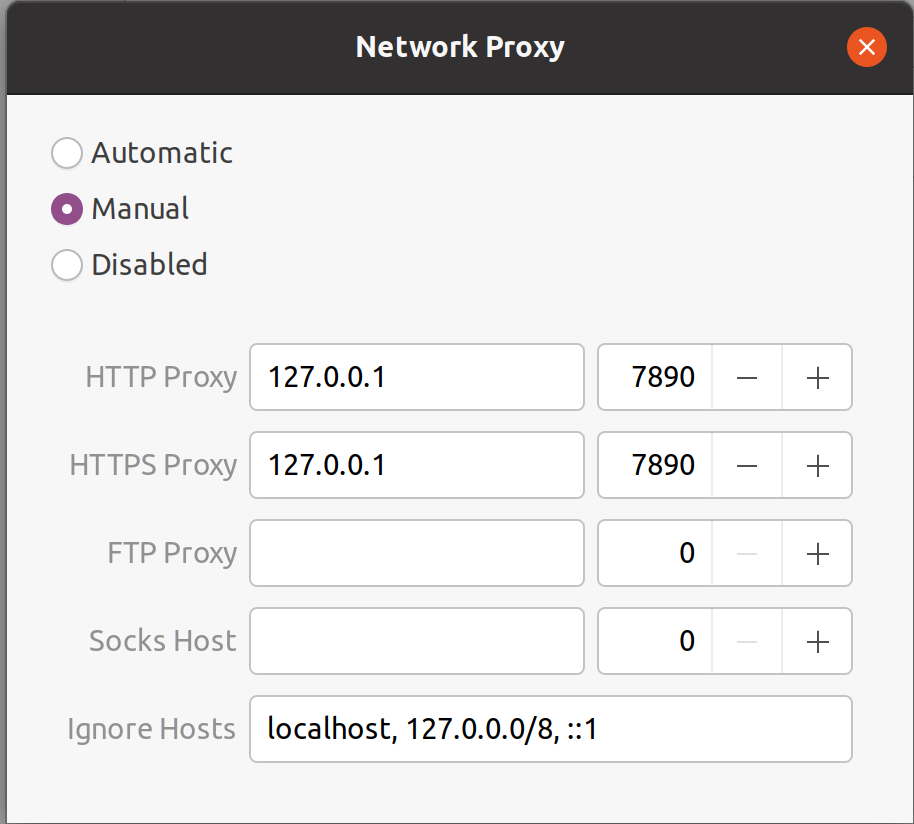 Network Proxy
Automatic
Manual
Disabled
HTTP Proxy 127.0.0.1 7890 − +
HTTPS Proxy 127.0.0.1 7890 − +
FTP Proxy 0 − +
Socks Host 0 − +
Ignore Hosts localhost, 127.0.0.0/8, ::1